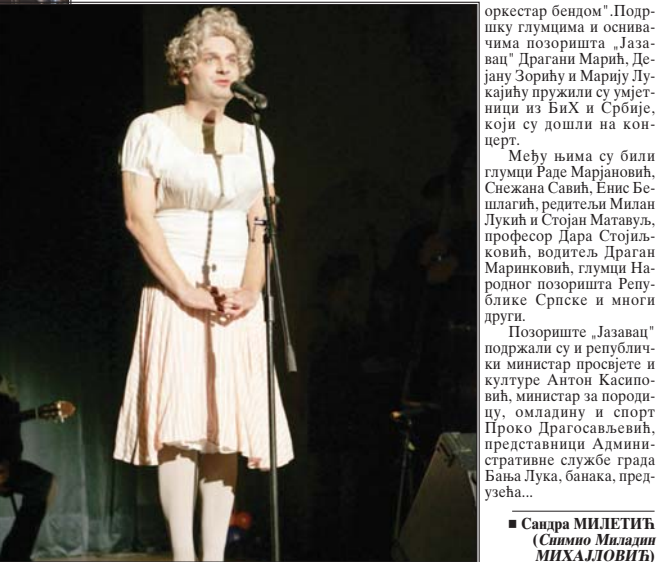 оркестар бендом".Подр-
шку глумцима и оснива-
чима позоришта „Јаза-
вац" Драгани Марић, Де-
јану Зорићу и Марију Лу-
кајићу пружили су умјет-
ници из БиХ и Србије,
који су дошли на кон-
церт.
Међу њима су били
глумци Раде Марјановић,
Снежана Савић, Енис Бе-
шлагић, редитељи Милан
Лукић и Стојан Матавуљ,
професор Дара Стојиљ-
ковић, водитељ Драган
Маринковић, глумци На-
родног позоришта Репу-
блике Српске и многи
други.
Позориште „Јазавац"
подржали су и републич-
ки министар просвјете и
културе Антон Касипо-
вић, министар за породи-
цу, омладину и спорт
Проко Драгосављевић,
представници Админи-
стративне службе града
Бања Лука, банака, пред-
узећа...
■ Сандра МИЛЕТИЋ
(Снимио Миладин
МИХАЈЛОВИЋ)